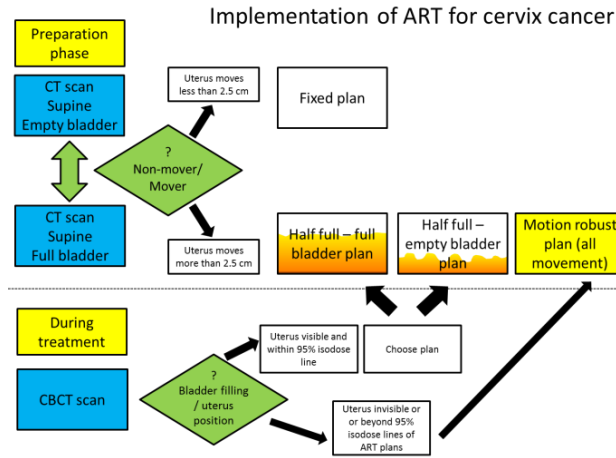 Implementation of ART for cervix cancer
Preparation
phase
CT scan
Supine
Empty bladder
Uterus moves
less than 2.5 cm
Fixed plan
?
Non-mover/
Mover
CT scan
Supine
Full bladder
Uterus moves
more than 2.5 cm
Half full – full
bladder plan
Half full –
empty bladder
plan
Motion robust
plan (all
movement)
During
treatment
CBCT scan
?
Bladder filling
/ uterus
position
Uterus visible and
within 95% isodose
line
Choose plan
Uterus invisible or
or beyond 95%
isodose lines of
ART plans